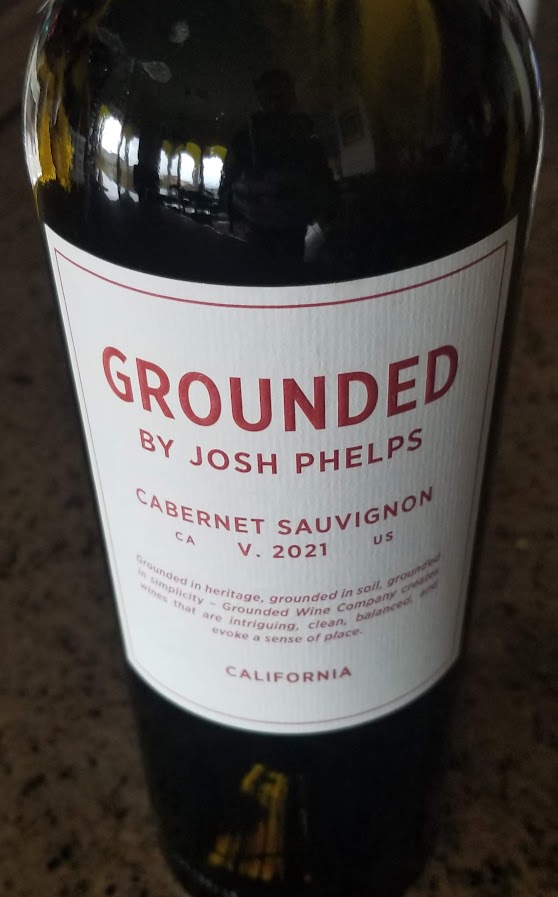 GROUNDED
BY JOSH PHELPS
CABERNET SAUVIGNON
CA V. 2021 US
Grounded in heritage, grounded in soil, grounded
in simplicity – Grounded Wine Company creates
wines that are intriguing, clean, balanced, and
evoke a sense of place.
CALIFORNIA